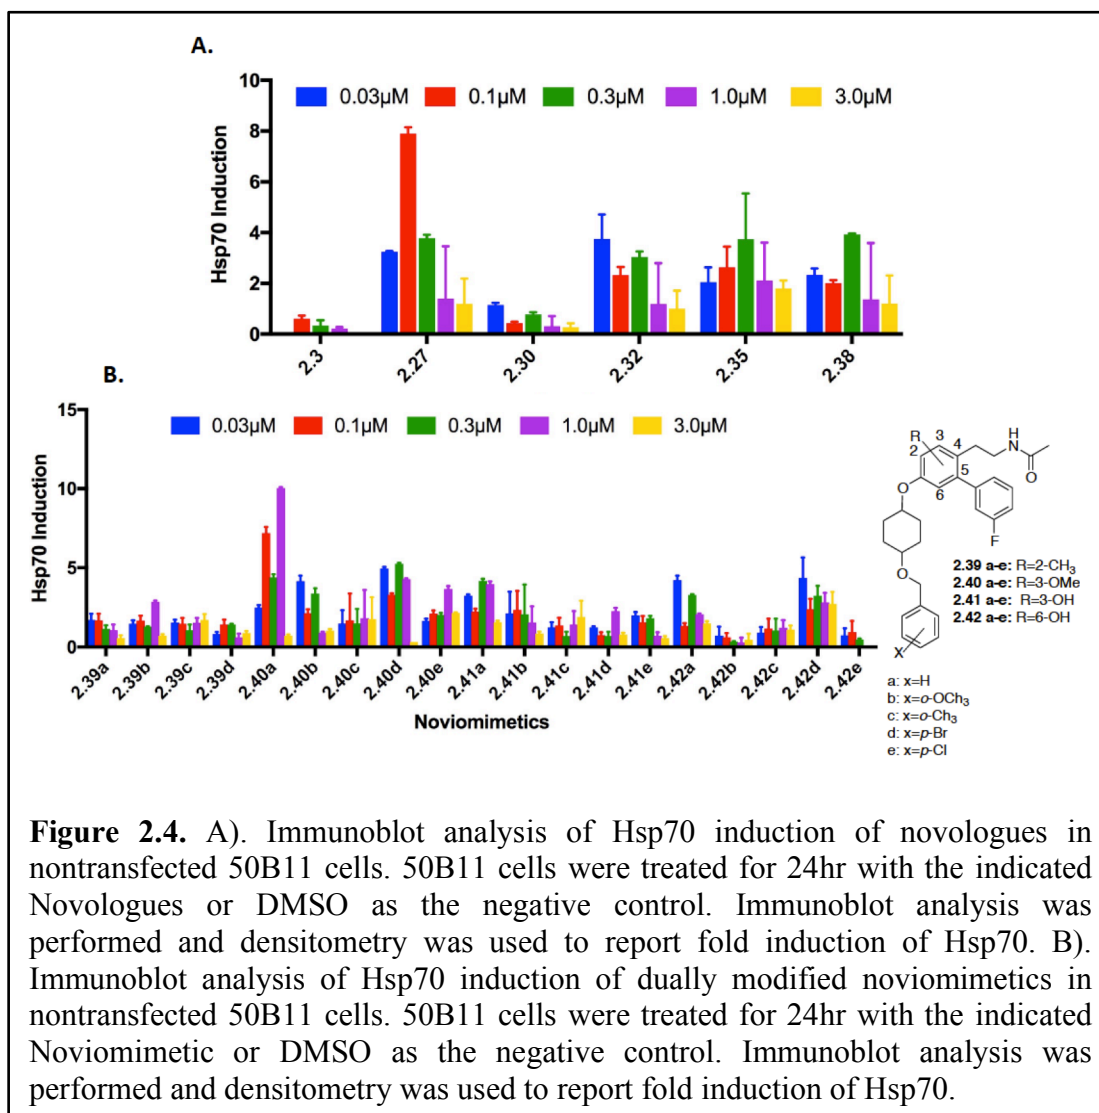 A.
10
8
6
4
2
0
Hsp70 Induction
0.03µM 0.1µM 0.3µM 1.0µM 3.0µM
2.3 2.27 2.30 2.32 2.35 2.38
B.
15
10
5
0
Hsp70 Induction
0.03µM 0.1µM 0.3µM 1.0µM 3.0µM
2.39a 2.39b 2.39c 2.39d 2.40a 2.40b 2.40c 2.40d 2.40e 2.41a 2.41b 2.41c 2.41d 2.41e 2.42a 2.42b 2.42c 2.42d 2.42e
Noviomimetics
R
3
H
N
2
4
5
O
O
6
F
O
X
2.39 a-e: R=2-CH3
2.40 a-e: R=3-OMe
2.41 a-e: R=3-OH
2.42 a-e: R=6-OH
a: x=H
b: x=o-OCH3
c: x=o-CH3
d: x=p-Br
e: x=p-Cl
Figure 2.4. A). Immunoblot analysis of Hsp70 induction of novologues in
nontransfected 50B11 cells. 50B11 cells were treated for 24hr with the indicated
Novologues or DMSO as the negative control. Immunoblot analysis was
performed and densitometry was used to report fold induction of Hsp70. B).
Immunoblot analysis of Hsp70 induction of dually modified noviomimetics in
nontransfected 50B11 cells. 50B11 cells were treated for 24hr with the indicated
Noviomimetic or DMSO as the negative control. Immunoblot analysis was
performed and densitometry was used to report fold induction of Hsp70.